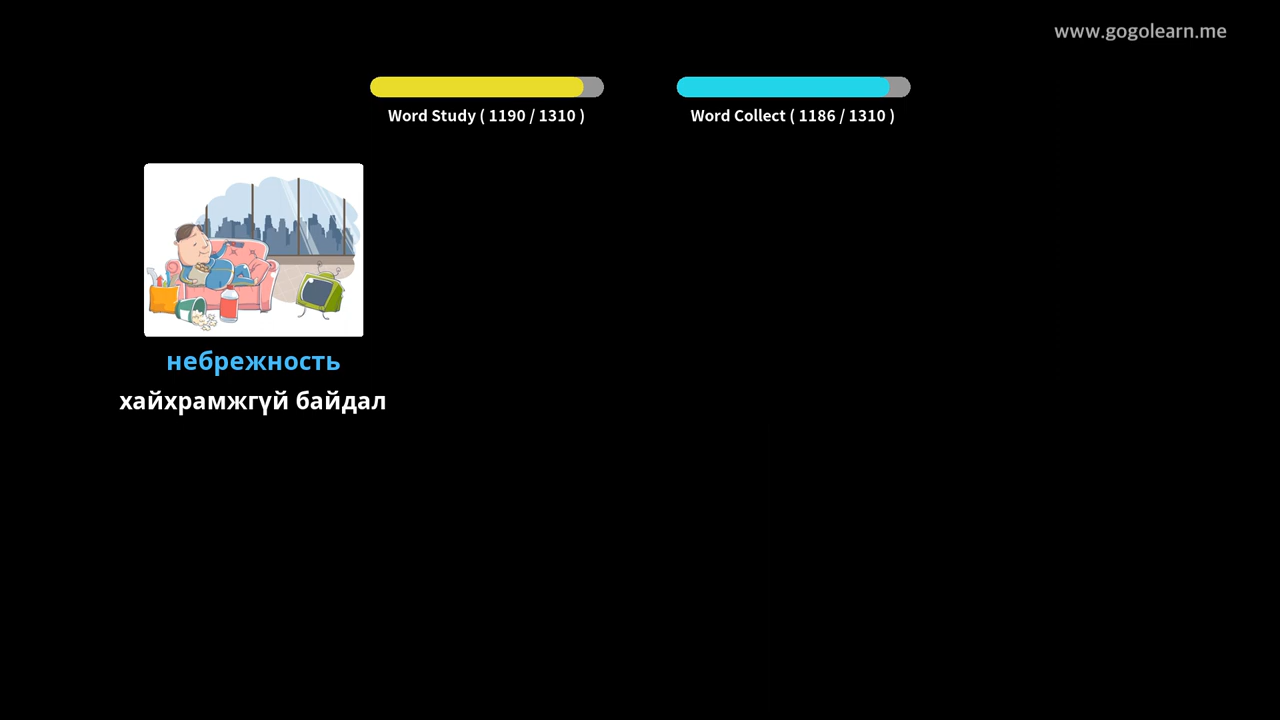 www.gogolearn.me
Word Study ( 1190 / 1310 )
Word Collect ( 1186 / 1310 )
небрежность
хайхрамжгүй байдал